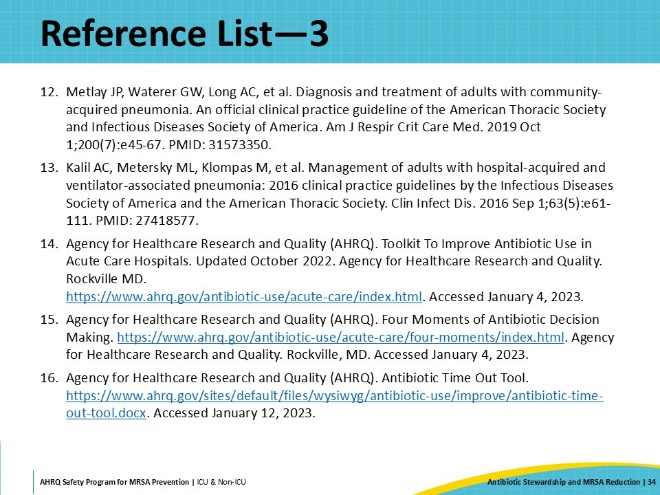 Reference List—3
12. Metlay JP, Waterer GW, Long AC, et al. Diagnosis and treatment of adults with community-
acquired pneumonia. An official clinical practice guideline of the American Thoracic Society
and Infectious Diseases Society of America. Am J Respir Crit Care Med. 2019 Oct
1;200(7):e45-67. PMID: 31573350.
13. Kalil AC, Metersky ML, Klompas M, et al. Management of adults with hospital-acquired and
ventilator-associated pneumonia: 2016 clinical practice guidelines by the Infectious Diseases
Society of America and the American Thoracic Society. Clin Infect Dis. 2016 Sep 1;63(5):e61-
111. PMID: 27418577.
14. Agency for Healthcare Research and Quality (AHRQ). Toolkit To Improve Antibiotic Use in
Acute Care Hospitals. Updated October 2022. Agency for Healthcare Research and Quality.
Rockville MD.
https://www.ahrq.gov/antibiotic-use/acute-care/index.html. Accessed January 4, 2023.
15. Agency for Healthcare Research and Quality (AHRQ). Four Moments of Antibiotic Decision
Making. https://www.ahrq.gov/antibiotic-use/acute-care/four-moments/index.html. Agency
for Healthcare Research and Quality. Rockville, MD. Accessed January 4, 2023.
16. Agency for Healthcare Research and Quality (AHRQ). Antibiotic Time Out Tool.
https://www.ahrq.gov/sites/default/files/wysiwyg/antibiotic-use/improve/antibiotic-time-
out-tool.docx. Accessed January 12, 2023.
AHRQ Safety Program for MRSA Prevention | ICU & Non-ICU
Antibiotic Stewardship and MRSA Reduction | 34